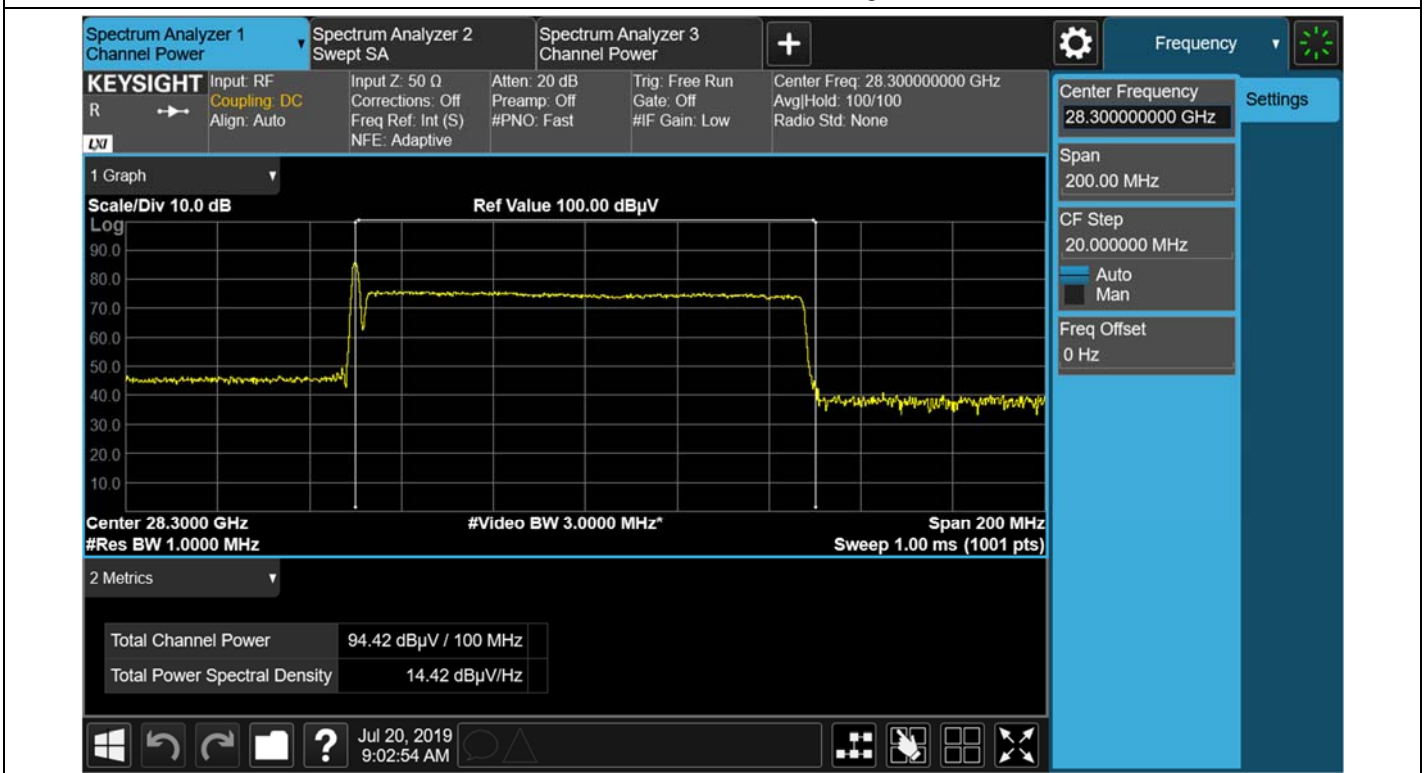 Spectrum Analyzer 1
Channel Power
Spectrum Analyzer 2
Swept SA
Spectrum Analyzer 3
Channel Power
+
Frequency
KEYSIGHT
R
LXI
Input: RF
Coupling: DC
Align: Auto
Input Z: 50 Ω
Corrections: Off
Freq Ref: Int (S)
NFE: Adaptive
Atten: 20 dB
Preamp: Off
#PNO: Fast
Trig: Free Run
Gate: Off
#IF Gain: Low
Center Freq: 28.300000000 GHz
Avg|Hold: 100/100
Radio Std: None
Center Frequency
28.300000000 GHz
Settings
Span
200.00 MHz
CF Step
20.000000 MHz
Auto
Man
Freq Offset
0 Hz
1 Graph
Scale/Div 10.0 dB
Ref Value 100.00 dBµV
Log
90.0
80.0
70.0
60.0
50.0
40.0
30.0
20.0
10.0
Center 28.3000 GHz
#Video BW 3.0000 MHz*
Span 200 MHz
#Res BW 1.0000 MHz
Sweep 1.00 ms (1001 pts)
2 Metrics
Total Channel Power 94.42 dBµV / 100 MHz
Total Power Spectral Density 14.42 dBµV/Hz
?
Jul 20, 2019
9:02:54 AM